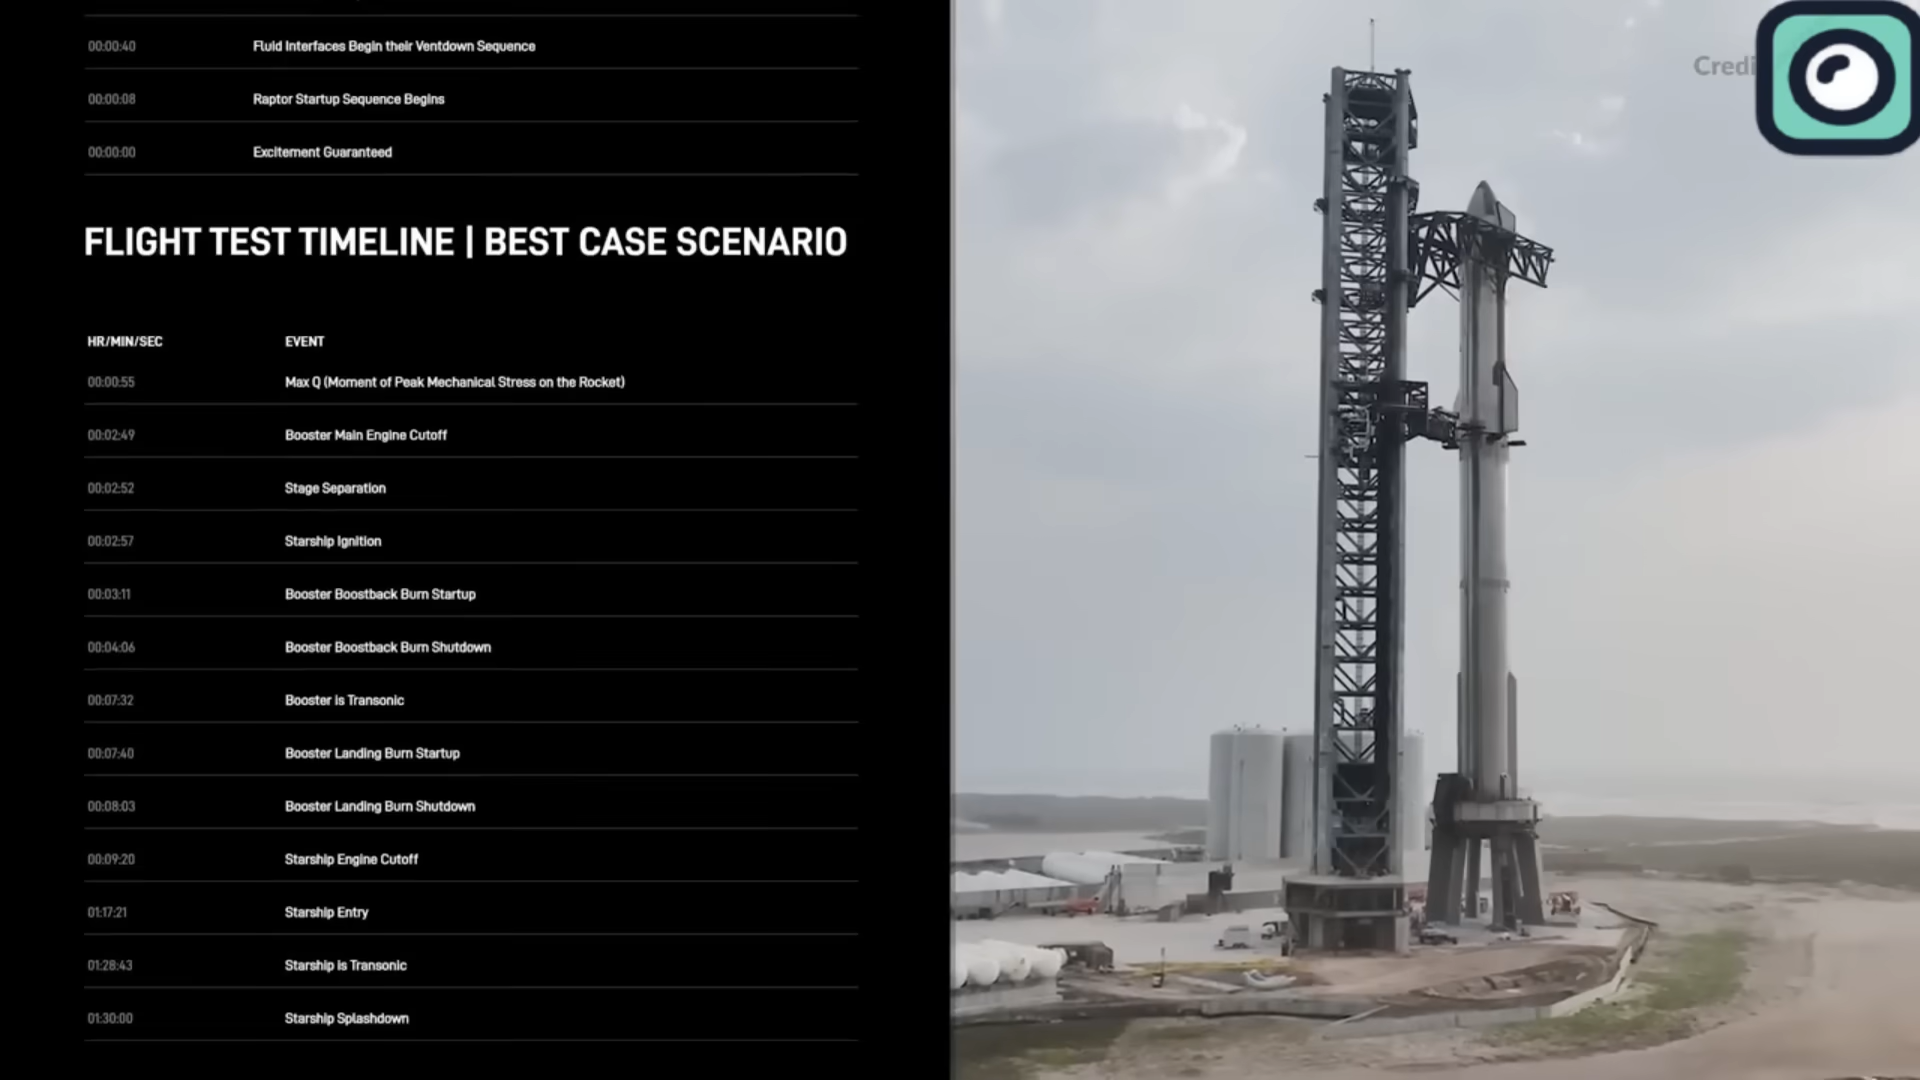 00:00:40 Fluid Interfaces Begin their Ventdown Sequence
00:00:08 Raptor Startup Sequence Begins
00:00:00 Excitement Guaranteed
FLIGHT TEST TIMELINE | BEST CASE SCENARIO
HR/MIN/SEC EVENT
00:00:55 Max Q (Moment of Peak Mechanical Stress on the Rocket)
00:02:49 Booster Main Engine Cutoff
00:02:52 Stage Separation
00:02:57 Starship Ignition
00:03:11 Booster Boostback Burn Startup
00:04:06 Booster Boostback Burn Shutdown
00:07:32 Booster is Transonic
00:07:40 Booster Landing Burn Startup
00:08:03 Booster Landing Burn Shutdown
00:09:20 Starship Engine Cutoff
01:17:21 Starship Entry
01:28:43 Starship is Transonic
01:30:00 Starship Splashdown
Credi